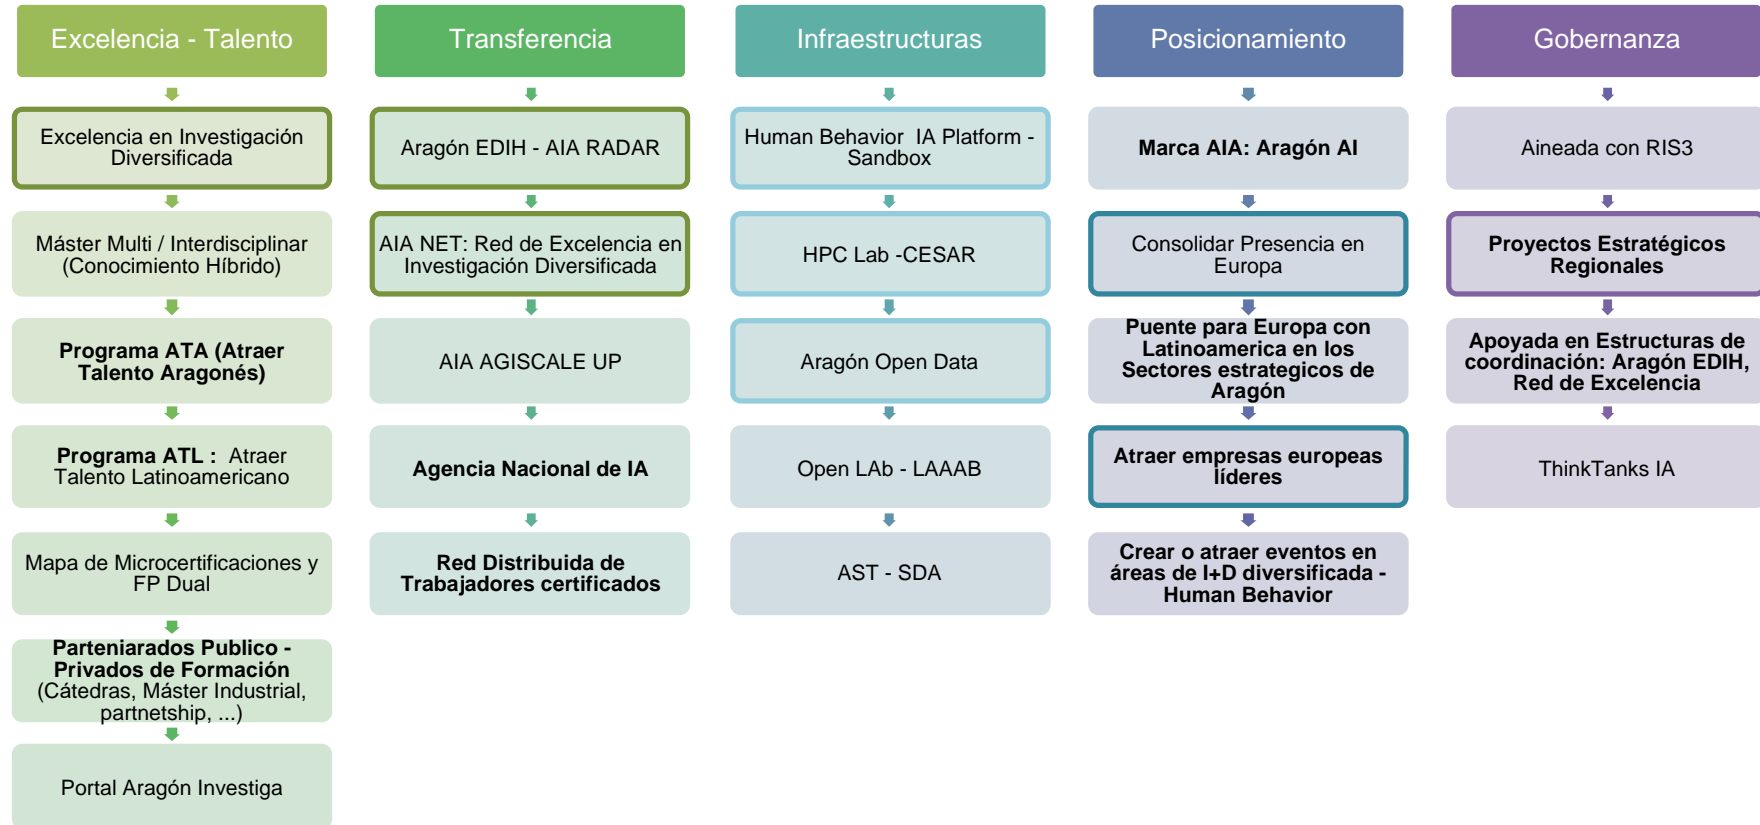 Excelencia - Talento
Excelencia en Investigación
Diversificada
Máster Multi / Interdisciplinar
(Conocimiento Híbrido)
Programa ATA (Atraer
Talento Aragonés)
Programa ATL :  Atraer
Talento Latinoamericano
Mapa de Microcertificaciones y
FP Dual
Parteniarados Publico -
Privados de Formación
(Cátedras, Máster Industrial,
partnetship, ...)
Portal Aragón Investiga
Transferencia
Aragón EDIH - AIA RADAR
AIA NET: Red de Excelencia en
Investigación Diversificada
AIA AGISCALE UP
Agencia Nacional de IA
Red Distribuida de
Trabajadores certificados
Infraestructuras
Human Behavior  IA Platform -
Sandbox
HPC Lab -CESAR
Aragón Open Data
Open LAb - LAAAB
AST - SDA
Posicionamiento
Marca AIA: Aragón AI
Consolidar Presencia en
Europa
Puente para Europa con
Latinoamerica en los
Sectores estrategicos de
Aragón
Atraer empresas europeas
líderes
Crear o atraer eventos en
áreas de I+D diversificada -
Human Behavior
Gobernanza
Aineada con RIS3
Proyectos Estratégicos
Regionales
Apoyada en Estructuras de
coordinación: Aragón EDIH,
Red de Excelencia
ThinkTanks IA